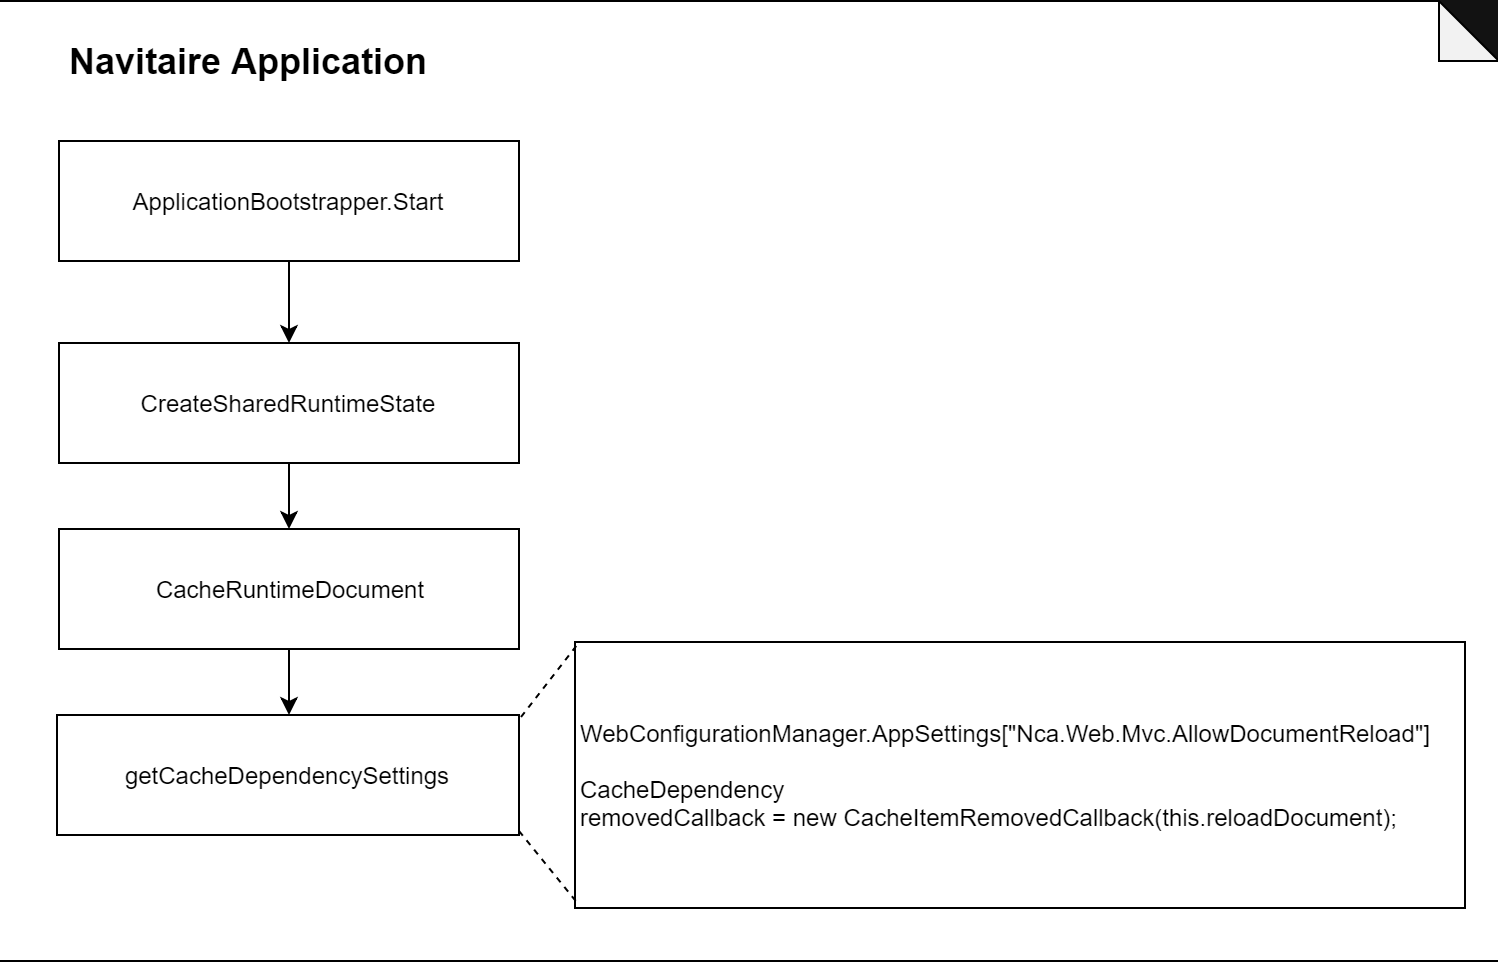 Navitaire Application
ApplicationBootstrapper.Start
CreateSharedRuntimeState
CacheRuntimeDocument
getCacheDependencySettings
WebConfigurationManager.AppSettings["Nca.Web.Mvc.AllowDocumentReload"]
CacheDependency
removedCallback = new CacheItemRemovedCallback(this.reloadDocument);